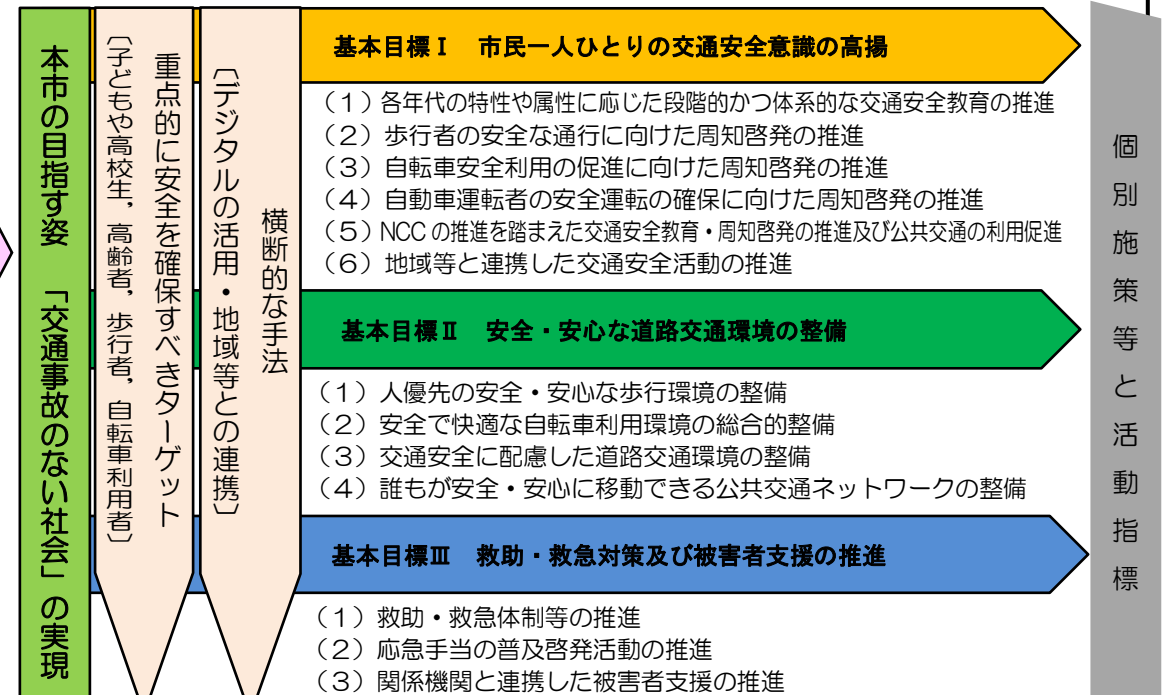 本市の目指す姿 「交通事故のない社会」の実現
重点的に安全を確保すべきターゲット
〔子どもや高校生，高齢者，歩行者，自転車利用者〕
横断的な手法
〔デジタルの活用・地域等との連携〕
基本目標Ⅰ 市民一人ひとりの交通安全意識の高揚
（１）各年代の特性や属性に応じた段階的かつ体系的な交通安全教育の推進
（２）歩行者の安全な通行に向けた周知啓発の推進
（３）自転車安全利用の促進に向けた周知啓発の推進
（４）自動車運転者の安全運転の確保に向けた周知啓発の推進
（５）NCCの推進を踏まえた交通安全教育・周知啓発の推進及び公共交通の利用促進
（６）地域等と連携した交通安全活動の推進
基本目標Ⅱ 安全・安心な道路交通環境の整備
（１）人優先の安全・安心な歩行環境の整備
（２）安全で快適な自転車利用環境の総合的整備
（３）交通安全に配慮した道路交通環境の整備
（４）誰もが安全・安心に移動できる公共交通ネットワークの整備
基本目標Ⅲ 救助・救急対策及び被害者支援の推進
（１）救助・救急体制等の推進
（２）応急手当の普及啓発活動の推進
（３）関係機関と連携した被害者支援の推進
個別施策等と活動指標